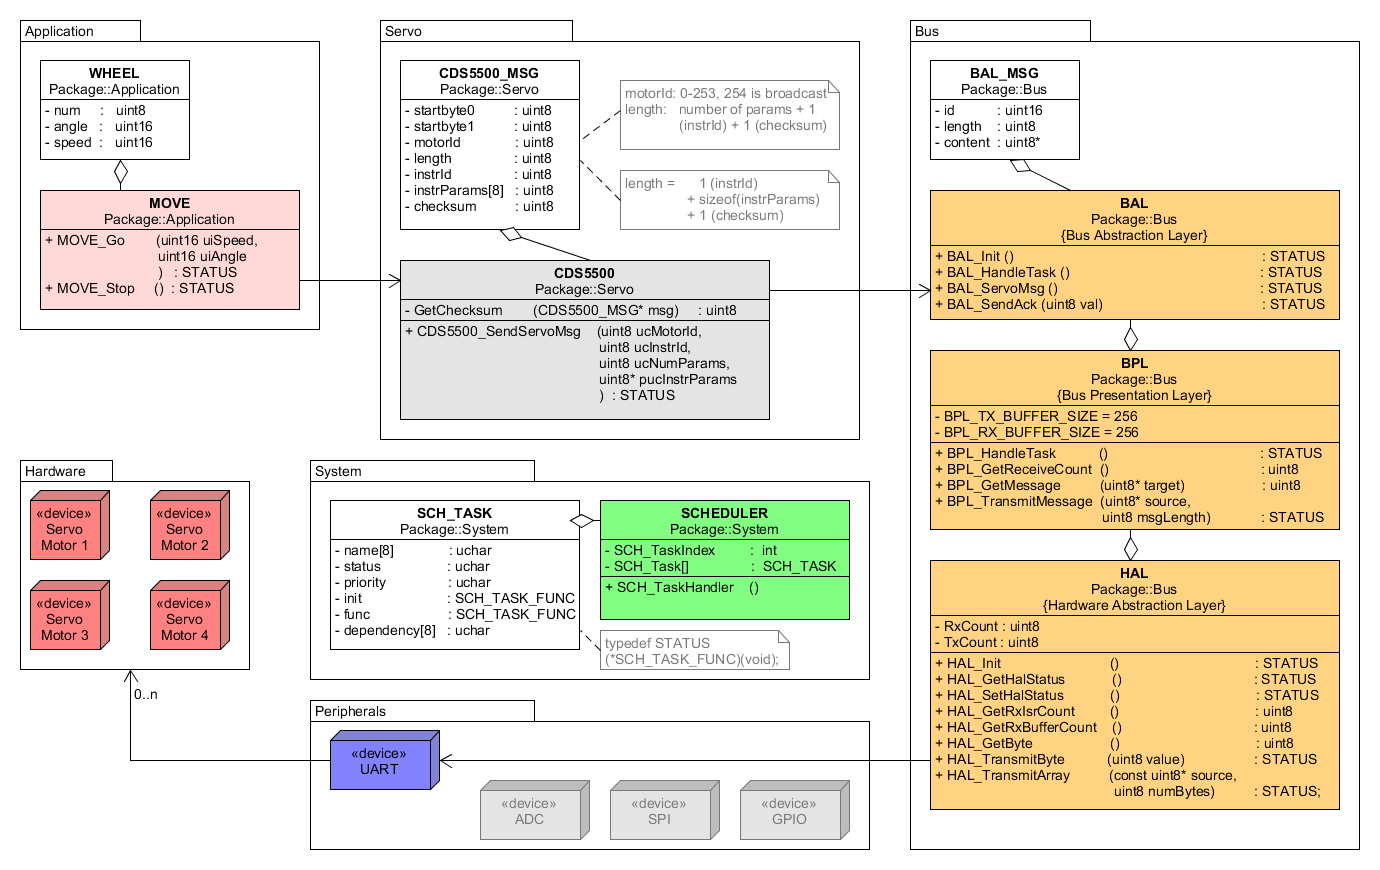 Application
WHEEL
Package::Application
- num : uint8
- angle : uint16
- speed : uint16
MOVE
Package::Application
+ MOVE_Go (uint16 uiSpeed,
uint16 uiAngle
) : STATUS
+ MOVE_Stop () : STATUS
Servo
CDS5500_MSG
Package::Servo
- startbyte0 : uint8
- startbyte1 : uint8
- motorId : uint8
- length : uint8
- instrId : uint8
- instrParams[8] : uint8
- checksum : uint8
motorId: 0-253, 254 is broadcast
length: number of params + 1
(instrId) + 1 (checksum)
length = 1 (instrId)
+ sizeof(instrParams)
+ 1 (checksum)
CDS5500
Package::Servo
- GetChecksum (CDS5500_MSG* msg) : uint8
+ CDS5500_SendServoMsg (uint8 ucMotorId,
uint8 ucInstrId,
uint8 ucNumParams,
uint8* pucInstrParams
) : STATUS
Bus
BAL_MSG
Package::Bus
- id : uint16
- length : uint8
- content : uint8*
BAL
Package::Bus
{Bus Abstraction Layer}
+ BAL_Init () : STATUS
+ BAL_HandleTask () : STATUS
+ BAL_ServoMsg () : STATUS
+ BAL_SendAck (uint8 val) : STATUS
BPL
Package::Bus
{Bus Presentation Layer}
- BPL_TX_BUFFER_SIZE = 256
- BPL_RX_BUFFER_SIZE = 256
+ BPL_HandleTask () : STATUS
+ BPL_GetReceiveCount () : uint8
+ BPL_GetMessage (uint8* target) : uint8
+ BPL_TransmitMessage (uint8* source,
uint8 msgLength) : STATUS
HAL
Package::Bus
{Hardware Abstraction Layer}
- RxCount : uint8
- TxCount : uint8
+ HAL_Init () : STATUS
+ HAL_GetHalStatus () : STATUS
+ HAL_SetHalStatus () : STATUS
+ HAL_GetRxIsrCount () : uint8
+ HAL_GetRxBufferCount () : uint8
+ HAL_GetByte () : uint8
+ HAL_TransmitByte (uint8 value) : STATUS
+ HAL_TransmitArray (const uint8* source,
uint8 numBytes) : STATUS;
Hardware
«device»
Servo
Motor 1
«device»
Servo
Motor 2
«device»
Servo
Motor 3
«device»
Servo
Motor 4
0..n
System
SCH_TASK
Package::System
- name[8] : uchar
- status : uchar
- priority : uchar
- init : SCH_TASK_FUNC
- func : SCH_TASK_FUNC
- dependency[8] : uchar
SCHEDULER
Package::System
- SCH_TaskIndex : int
- SCH_Task[] : SCH_TASK
+ SCH_TaskHandler ()
typedef STATUS
(*SCH_TASK_FUNC)(void);
Peripherals
«device»
UART
«device»
ADC
«device»
SPI
«device»
GPIO